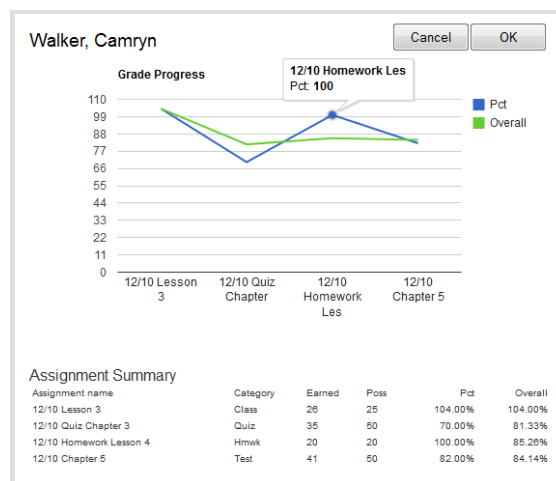 Walker, Camryn
Cancel
OK
Grade Progress
12/10 Homework Les
Pct: 100
Pct
Overall
110
99
88
77
66
55
44
33
22
11
0
12/10 Lesson 3
12/10 Quiz Chapter
12/10 Homework Les
12/10 Chapter 5
Assignment Summary
Assignment name Category Earned Poss Pct Overall
12/10 Lesson 3 Class 26 25 104.00% 104.00%
12/10 Quiz Chapter 3 Quiz 35 50 70.00% 81.33%
12/10 Homework Lesson 4 Hmwk 20 20 100.00% 85.26%
12/10 Chapter 5 Test 41 50 82.00% 84.14%